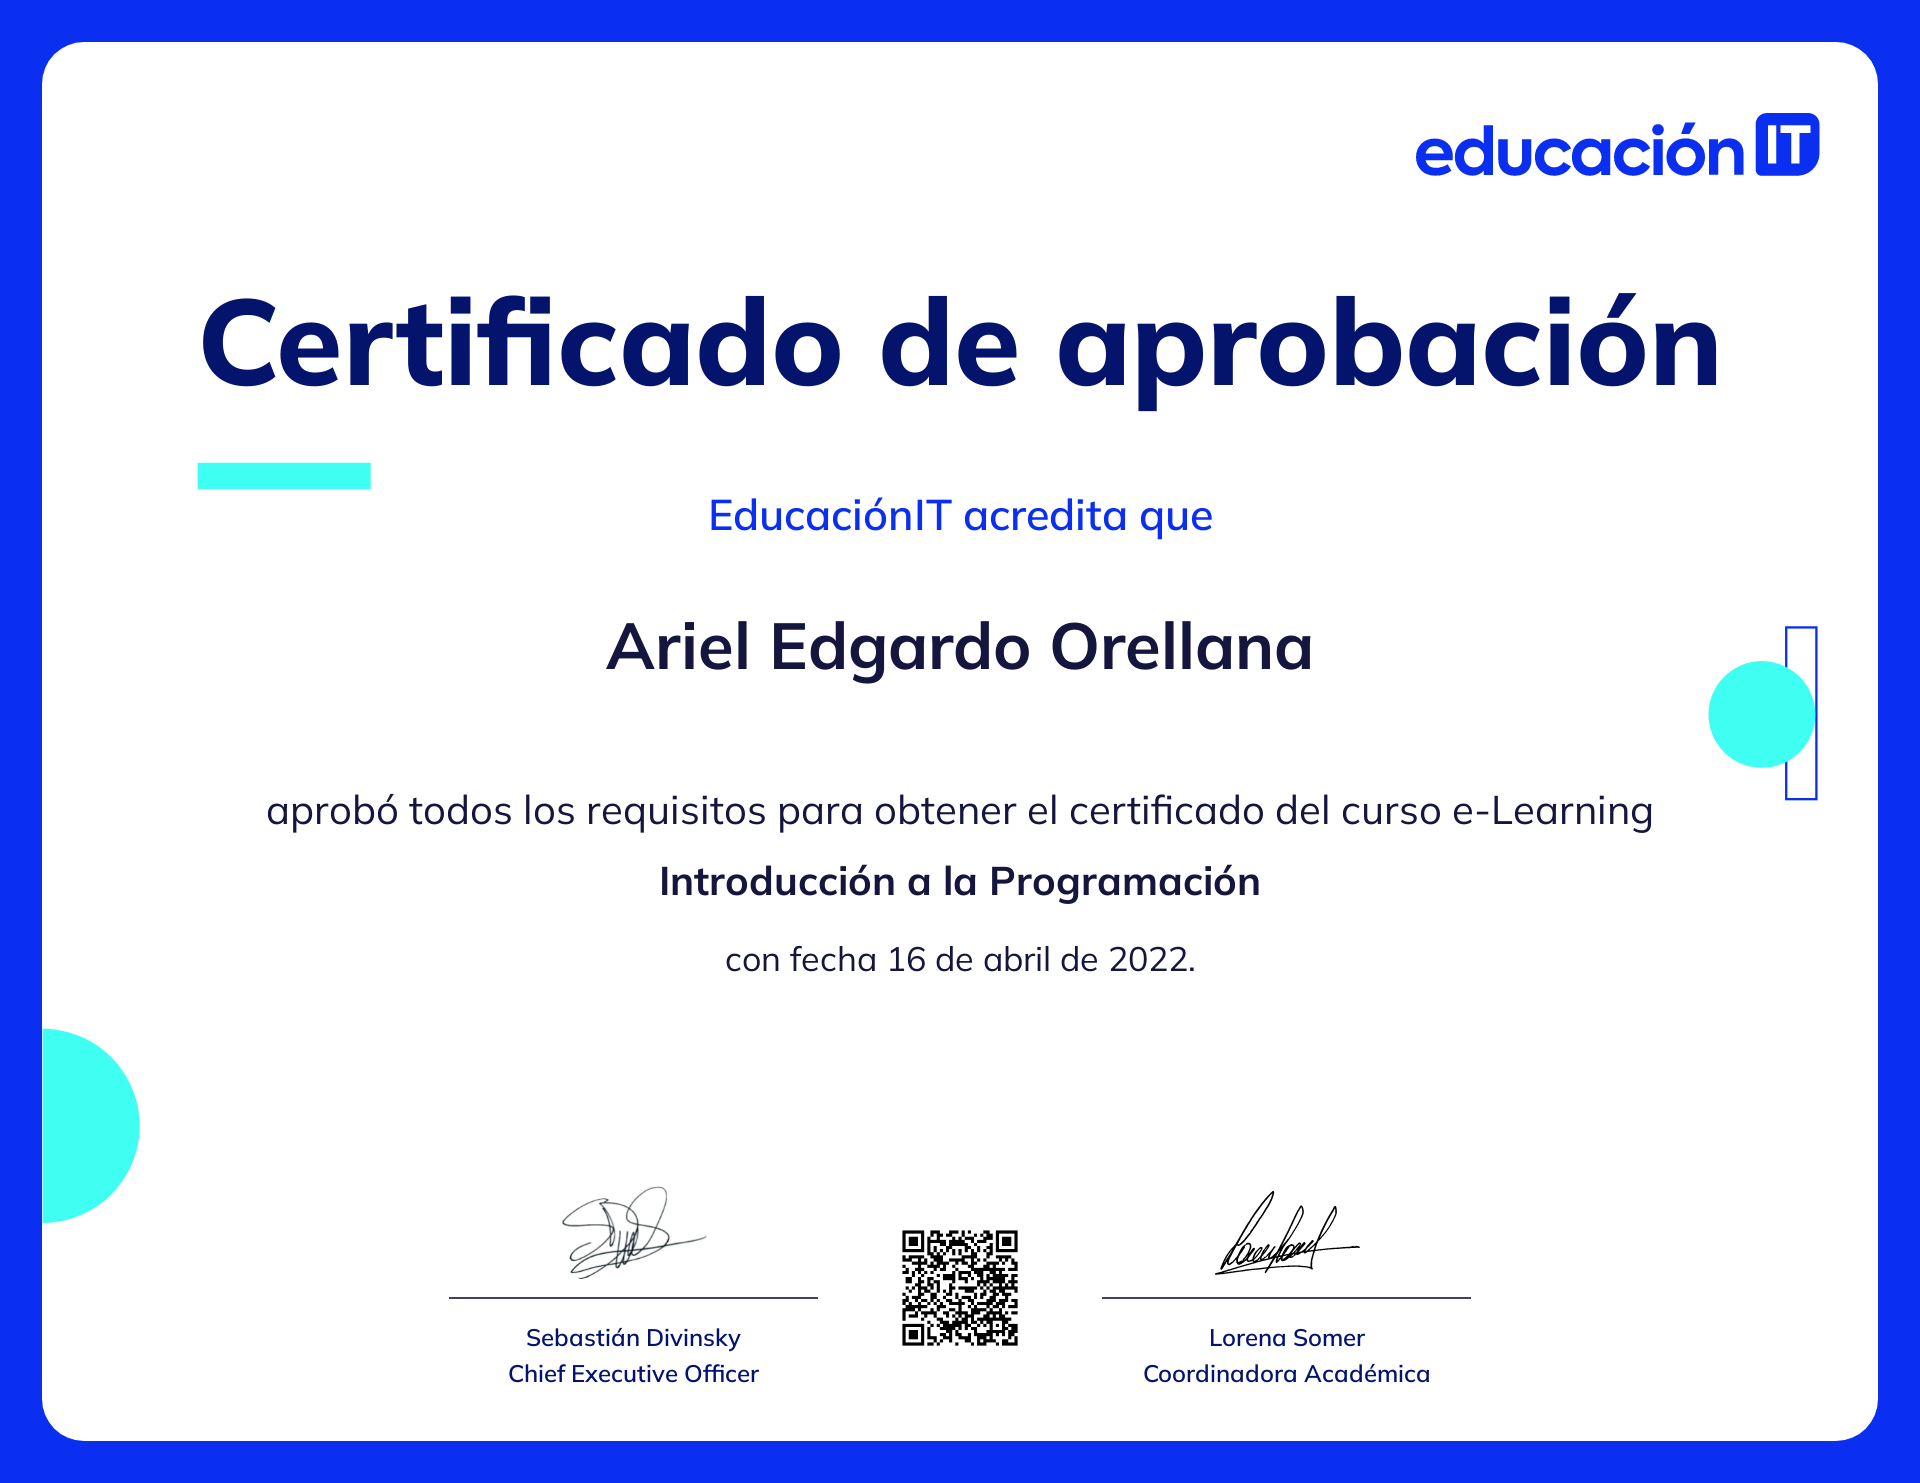 educación IT
Certificado de aprobación
EducaciónIT acredita que
Ariel Edgardo Orellana
aprobó todos los requisitos para obtener el certificado del curso e-Learning
Introducción a la Programación
con fecha 16 de abril de 2022.
Sebastián Divinsky
Chief Executive Officer
Lorena Somer
Coordinadora Académica